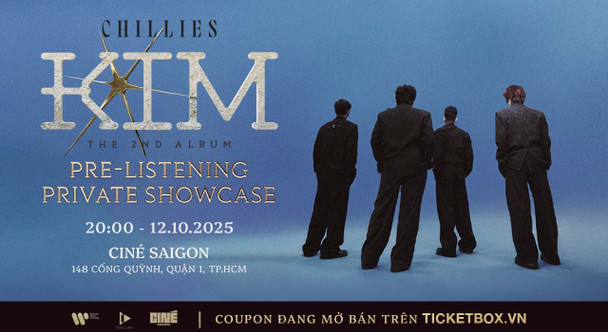 CHILLIES
KIM
THE 2ND ALBUM
PRE-LISTENING
PRIVATE SHOWCASE
20:00 - 12.10.2025
CINÉ SAIGON
148 CỐNG QUỲNH, QUẬN 1, TP.HCM
CINÉ
COUPON ĐANG MỞ BÁN TRÊN TICKETBOX.VN